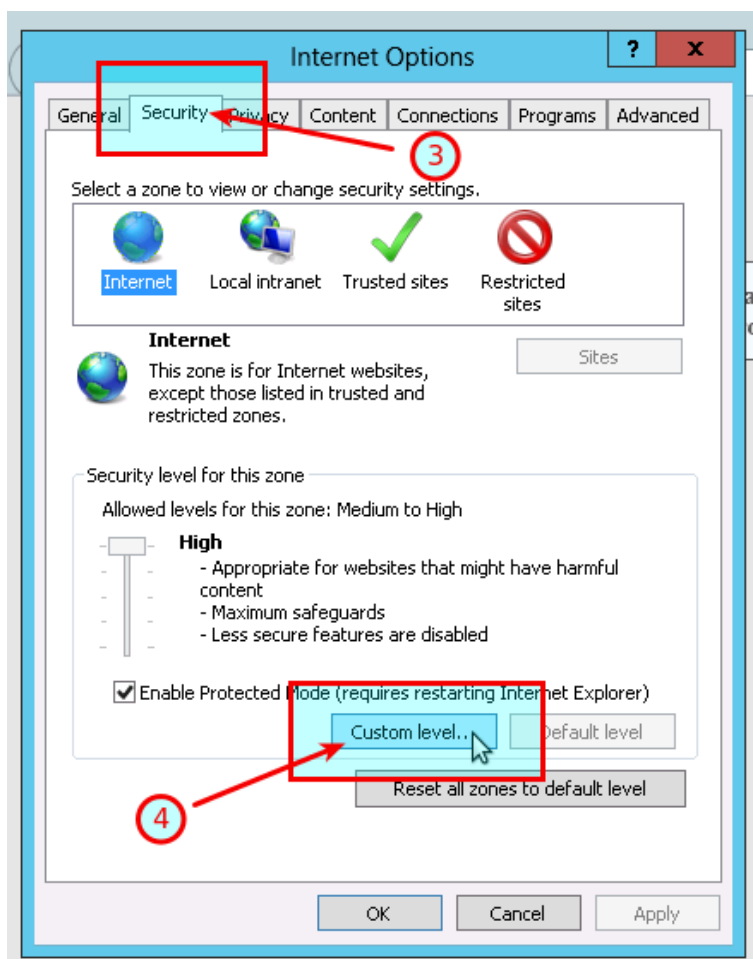 Internet Options
? x
General Security Privacy Content Connections Programs Advanced
3
Select a zone to view or change security settings.
Internet Local intranet Trusted sites Restricted
sites
Internet
Sites
This zone is for Internet websites,
except those listed in trusted and
restricted zones.
Security level for this zone
Allowed levels for this zone: Medium to High
High
- Appropriate for websites that might have harmful
content
- Maximum safeguards
- Less secure features are disabled
Enable Protected Mode (requires restarting Internet Explorer)
Custom level... Default level
4
Reset all zones to default level
OK Cancel Apply